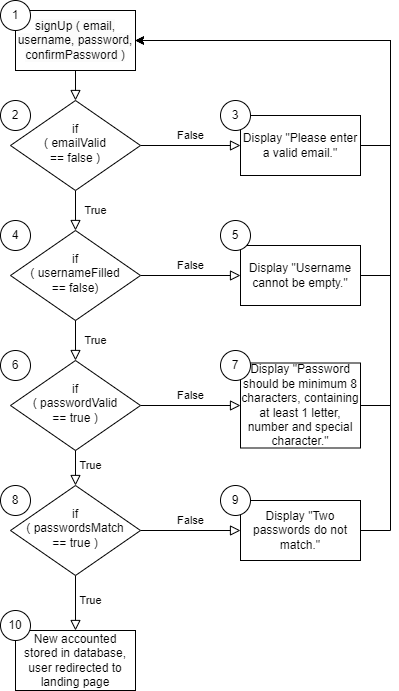 1
signUp ( email,
username, password,
confirmPassword )
2
if
( emailValid
== false )
False
3
Display "Please enter
a valid email."
True
4
if
( usernameFilled
== false)
False
5
Display "Username
cannot be empty."
True
6
if
( passwordValid
== true )
False
7
Display "Password
should be minimum 8
characters, containing
at least 1 letter,
number and special
character."
True
8
if
( passwordsMatch
== true )
False
9
Display "Two
passwords do not
match."
True
10
New accounted
stored in database,
user redirected to
landing page